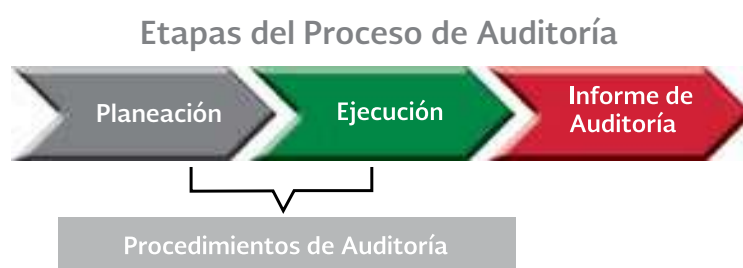 Etapas del Proceso de Auditoría
Planeación
Ejecución
Informe de
Auditoría
Procedimientos de Auditoría